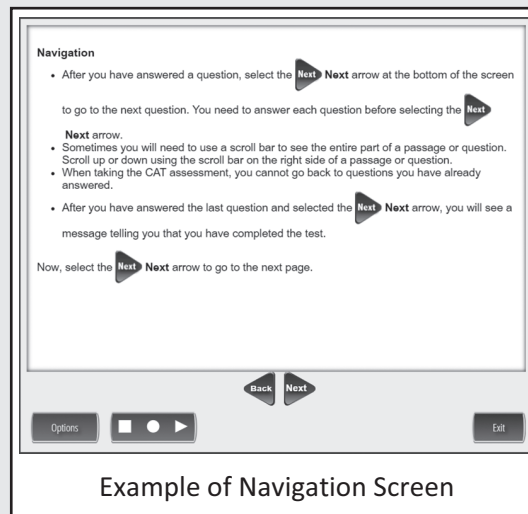 Navigation
• After you have answered a question, select the Next Next arrow at the bottom of the screen
to go to the next question. You need to answer each question before selecting the Next
Next arrow.
• Sometimes you will need to use a scroll bar to see the entire part of a passage or question.
Scroll up or down using the scroll bar on the right side of a passage or question.
• When taking the CAT assessment, you cannot go back to questions you have already
answered.
• After you have answered the last question and selected the Next Next arrow, you will see a
message telling you that you have completed the test.
Now, select the Next Next arrow to go to the next page.
Back Next
Options Exit
Example of Navigation Screen